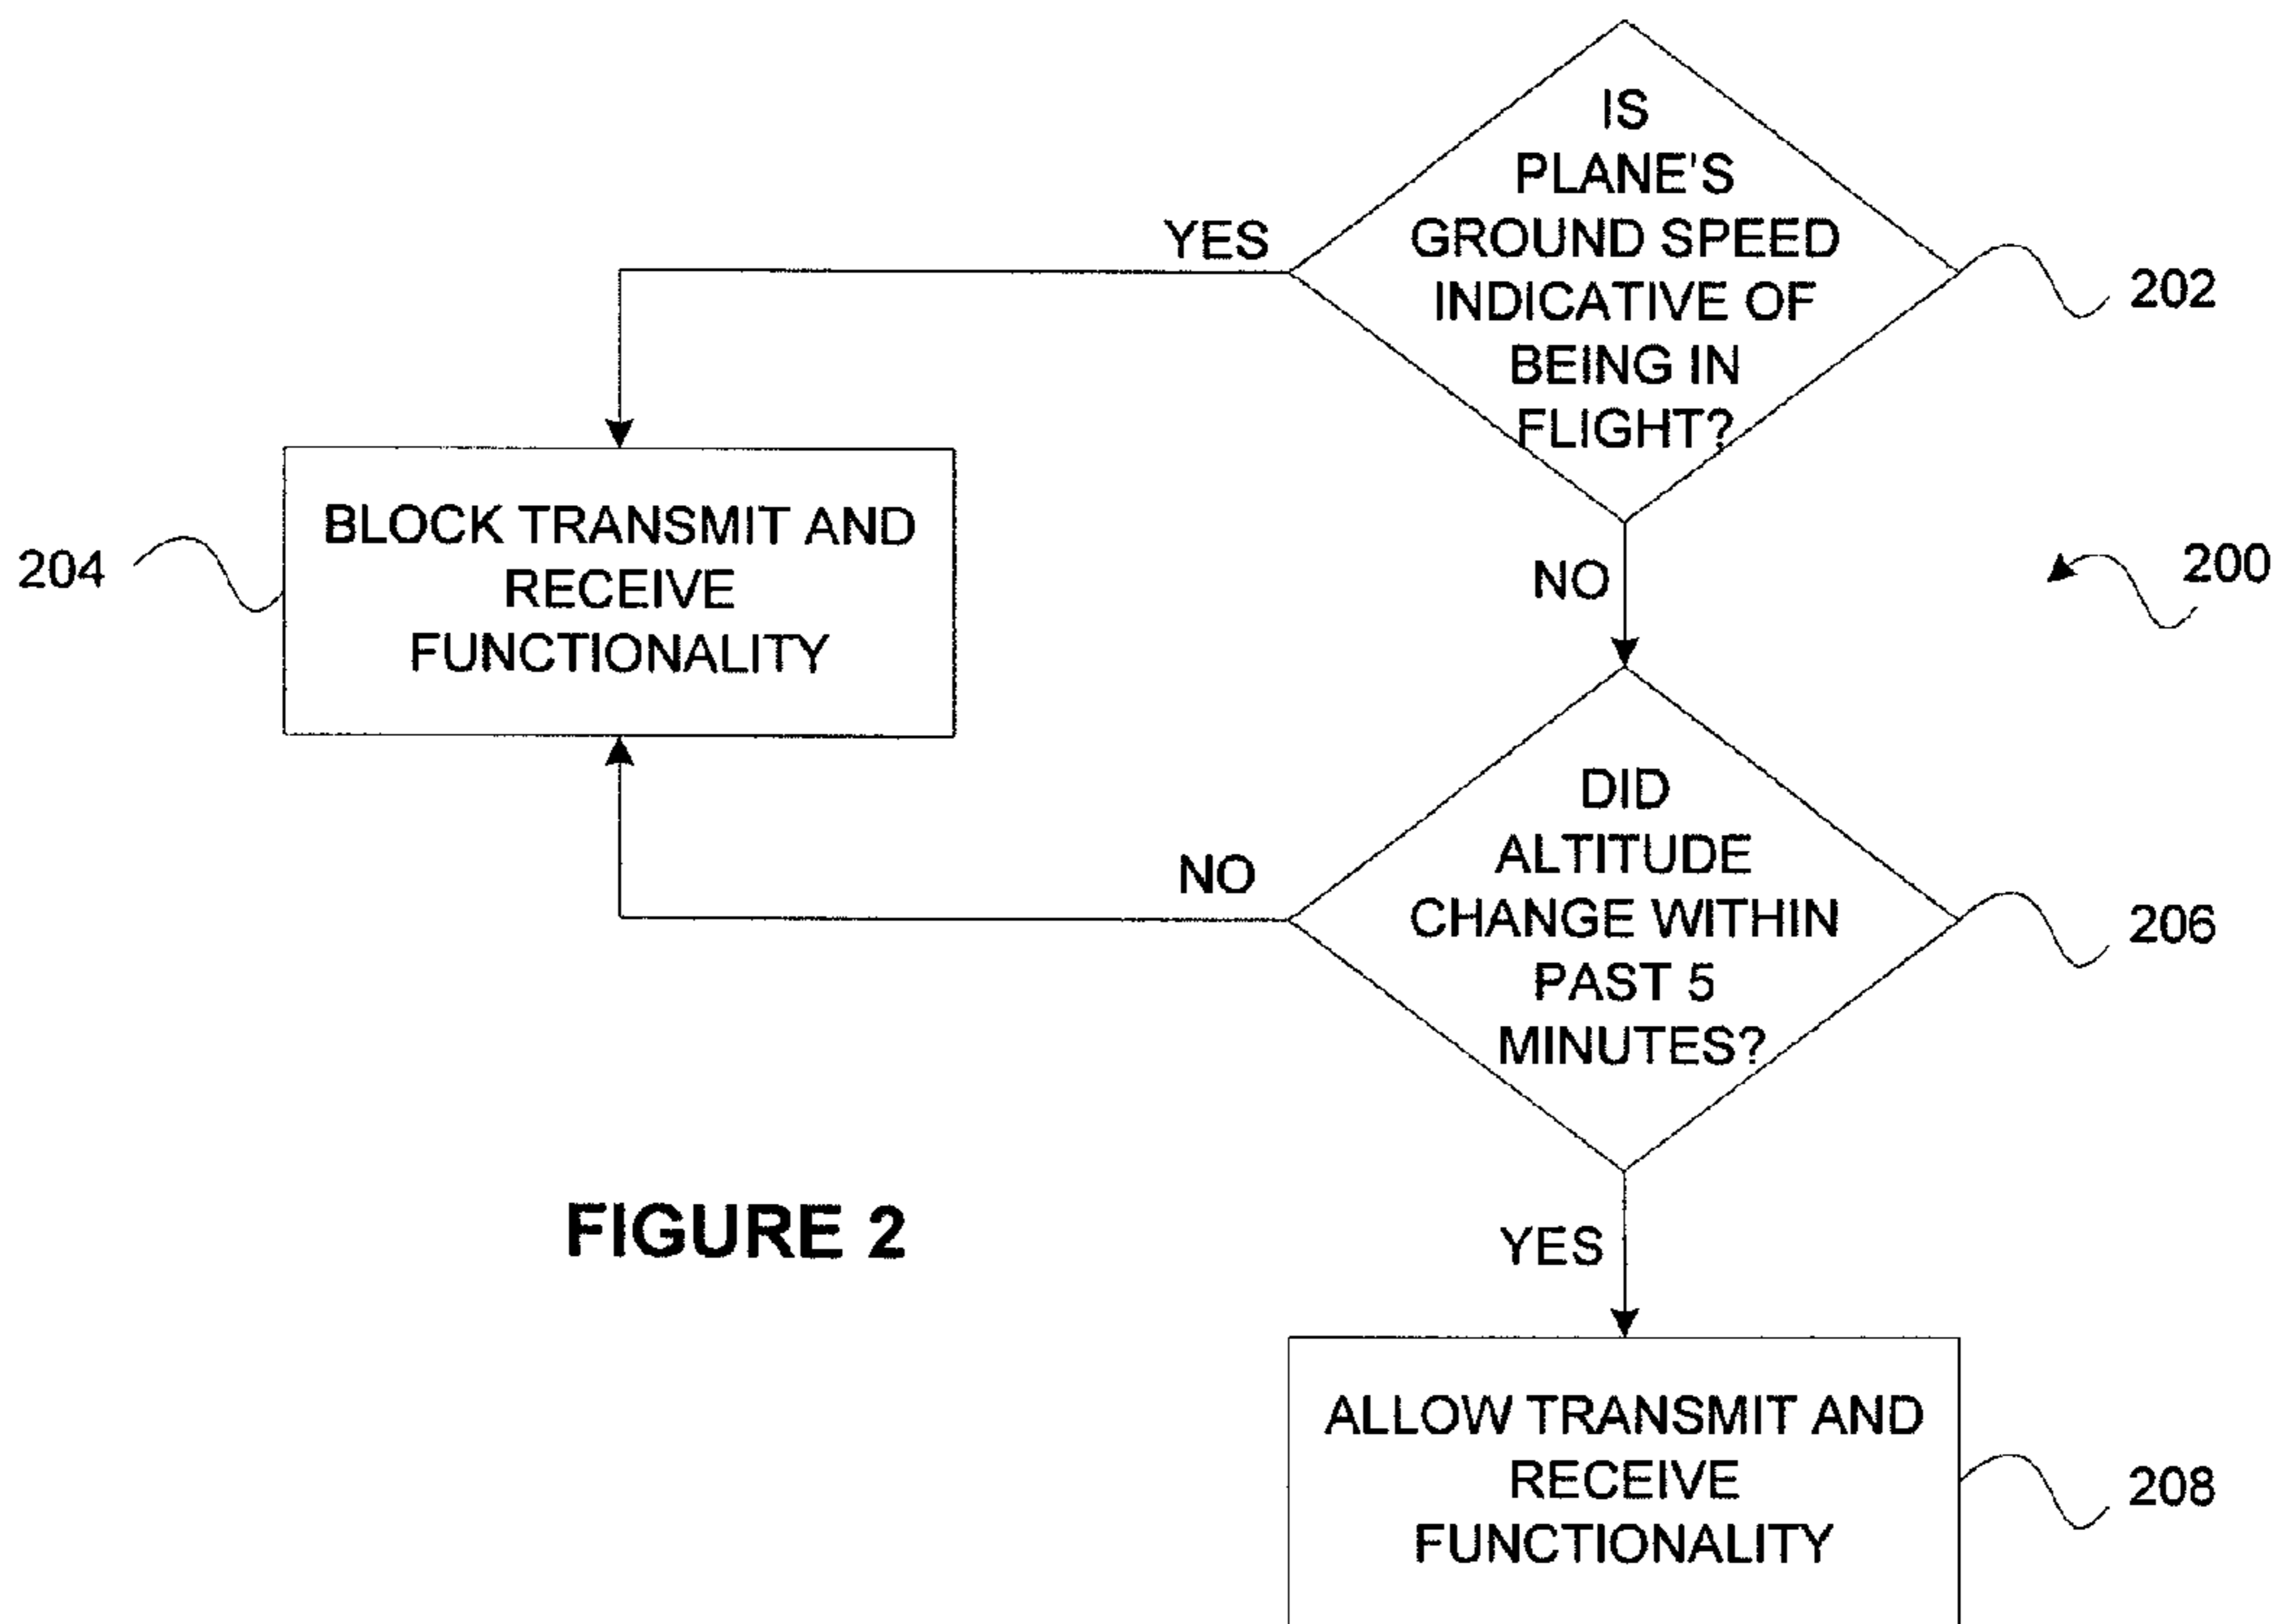 IS
PLANE'S
GROUND SPEED
INDICATIVE OF
BEING IN
FLIGHT?
YES
202
BLOCK TRANSMIT AND
RECEIVE
FUNCTIONALITY
204
NO
200
DID
ALTITUDE
CHANGE WITHIN
PAST 5
MINUTES?
NO
206
FIGURE 2
YES
ALLOW TRANSMIT AND
RECEIVE
FUNCTIONALITY
208